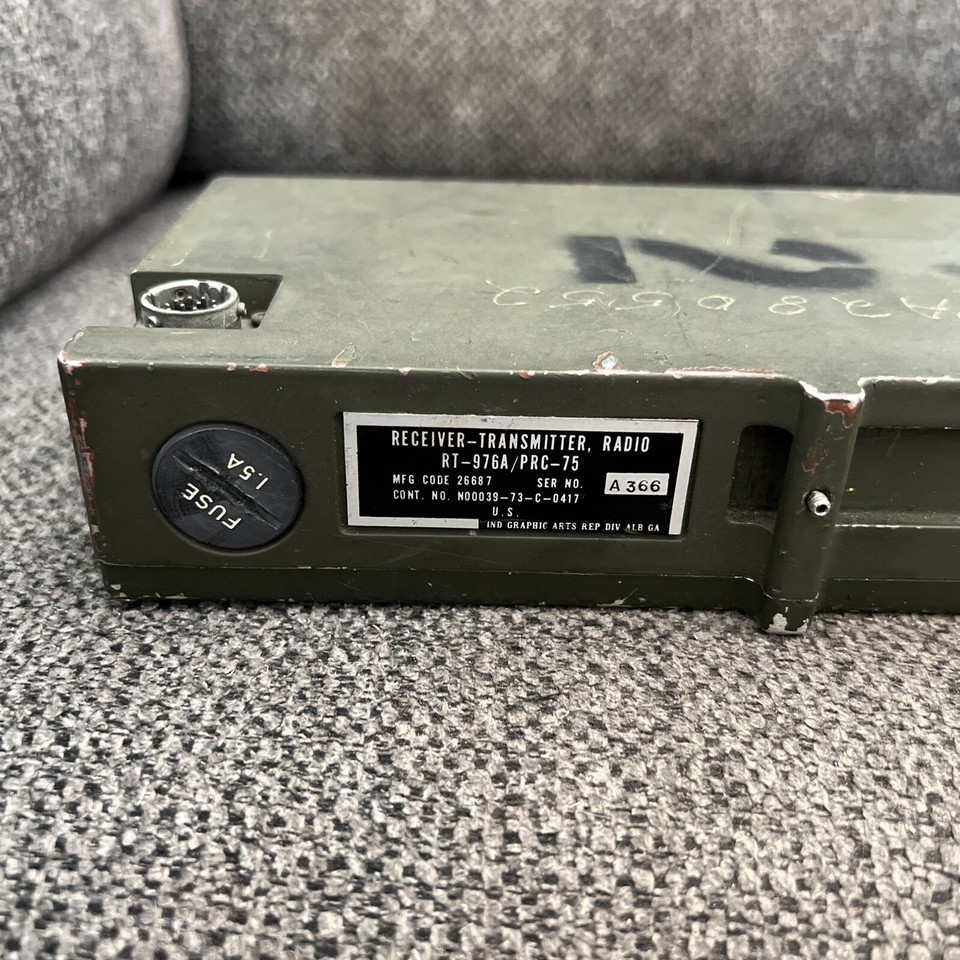 FUSE
1.5A
RECEIVER-TRANSMITTER, RADIO
RT-976A/PRC-75
MFG CODE 26687 SER NO. A 366
CONT. NO. N00039-73-C-0417
U.S.
IND GRAPHIC ARTS REP DIV ALB GA